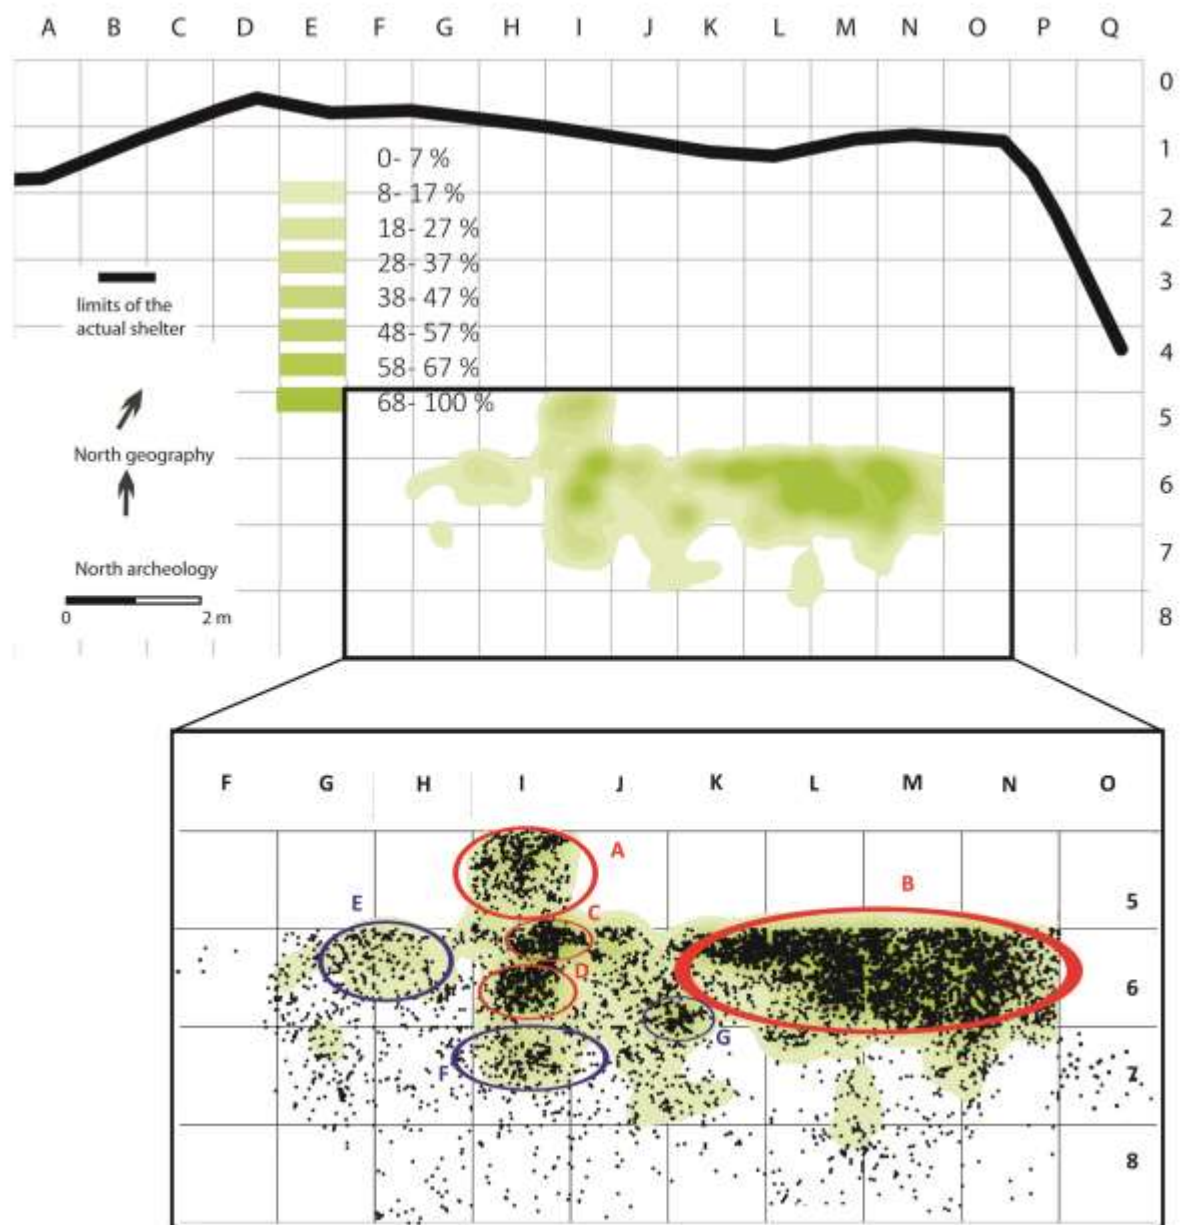 A B C D E F G H I J K L M N O P Q
0
1
0- 7 %
8- 17 %
2
18- 27 %
28- 37 %
3
limits of the
actual shelter
38- 47 %
48- 57 %
4
58- 67 %
68- 100 %
5
North geography
6
North archeology
7
0 2 m
8
F G H I J K L M N O
A
B
5
E
C
D
6
G
F
7
8